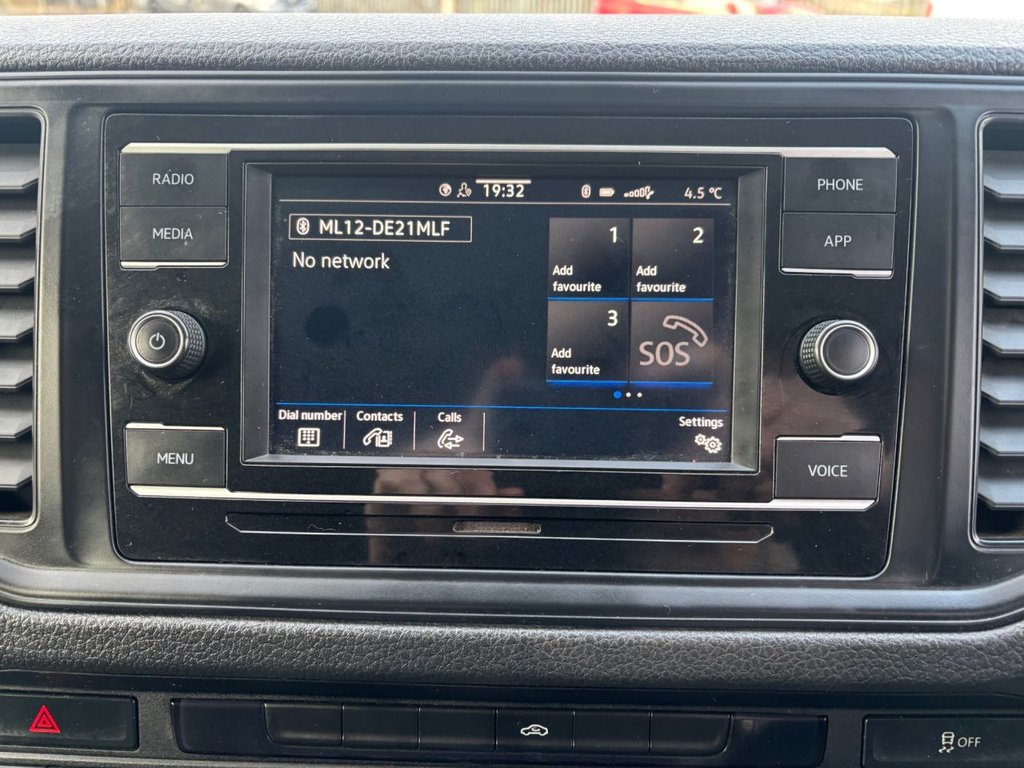 RADIO
MEDIA
MENU
19:32
4.5 °C
ML12-DE21MLF
No network
1
Add
favourite
2
Add
favourite
3
Add
favourite
SOS
Dial number
Contacts
Calls
Settings
PHONE
APP
VOICE
OFF